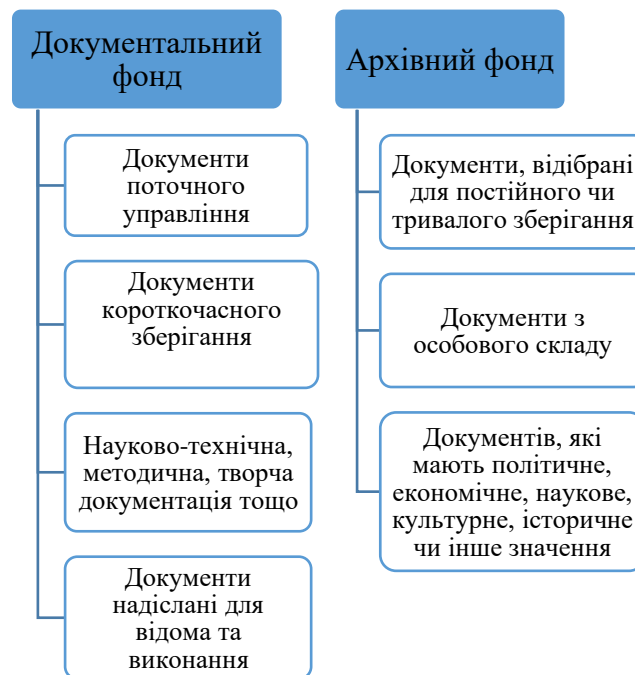 Документальний
фонд
Документи
поточного
управління
Документи
короткочасного
зберігання
Науково-технічна,
методична, творча
документація тощо
Документи
надіслані для
відома та
виконання
Архівний фонд
Документи, відібрані
для постійного чи
тривалого зберігання
Документи з
особового складу
Документів, які
мають політичне,
економічне, наукове,
культурне, історичне
чи інше значення